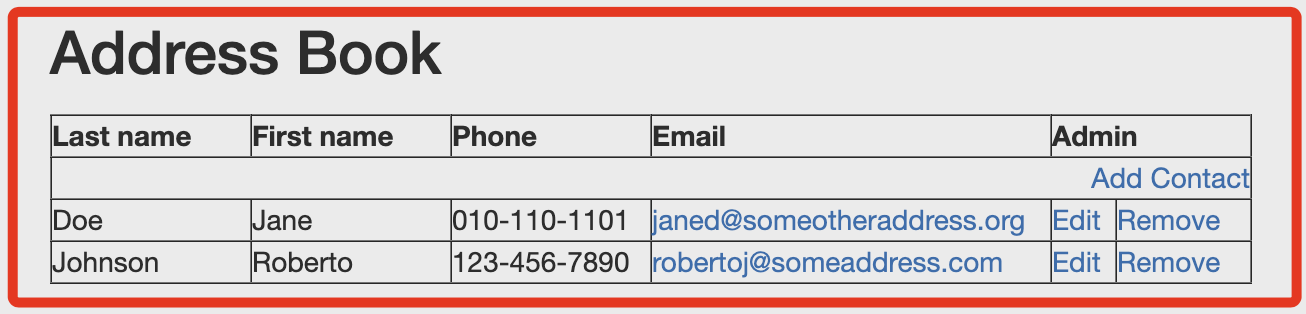 Address Book
Last name First name Phone Email Admin
Add Contact
Doe Jane 010-110-1101 janed@someotheraddress.org Edit Remove
Johnson Roberto 123-456-7890 robertoj@someaddress.com Edit Remove